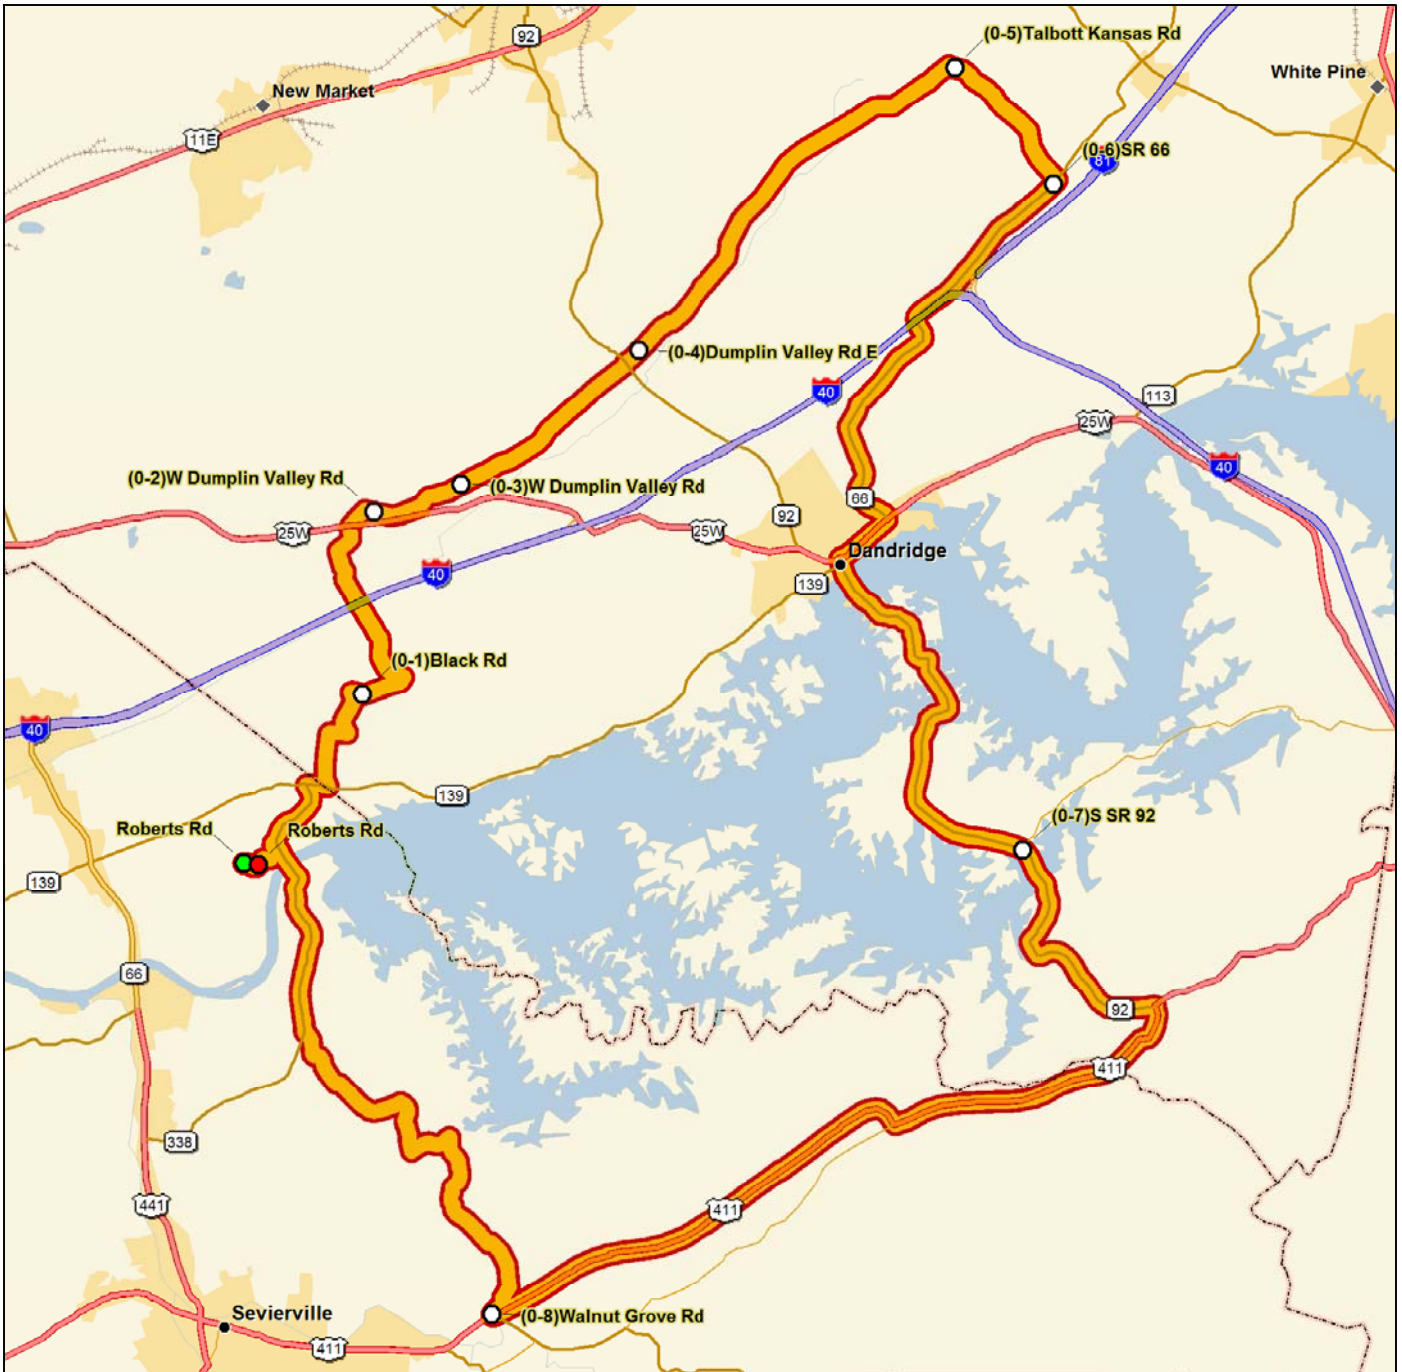 92
(0-5)Talbott Kansas Rd
White Pine
New Market
11E
(0-6)SR 66
81
(0-4)Dumplin Valley Rd E
40
113
25W
(0-2)W Dumplin Valley Rd
(0-3)W Dumplin Valley Rd
40
66
92
25W
25W
Dandridge
40
139
(0-1)Black Rd
40
139
(0-7)S SR 92
Roberts Rd
Roberts Rd
139
66
92
411
338
441
411
Sevierville
(0-8)Walnut Grove Rd
411